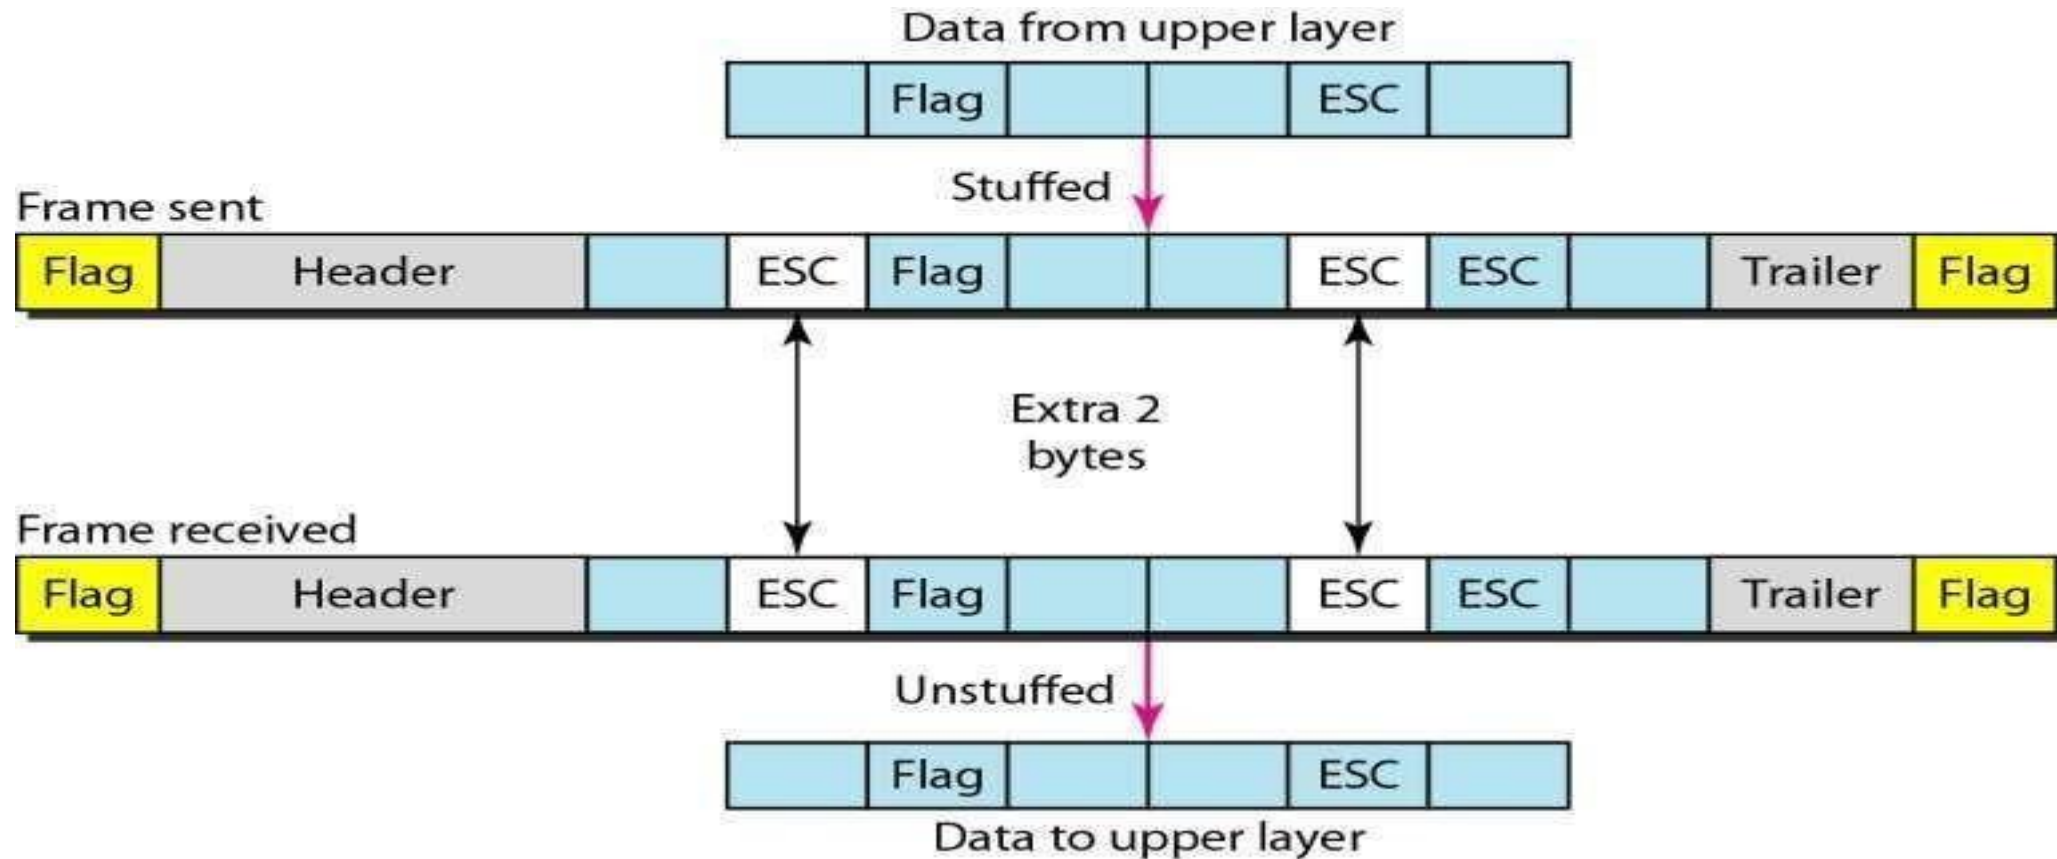 Data from upper layer
Flag ESC
Stuffed
Frame sent
Flag Header ESC Flag ESC ESC Trailer Flag
Extra 2
bytes
Frame received
Flag Header ESC Flag ESC ESC Trailer Flag
Unstuffed
Flag ESC
Data to upper layer